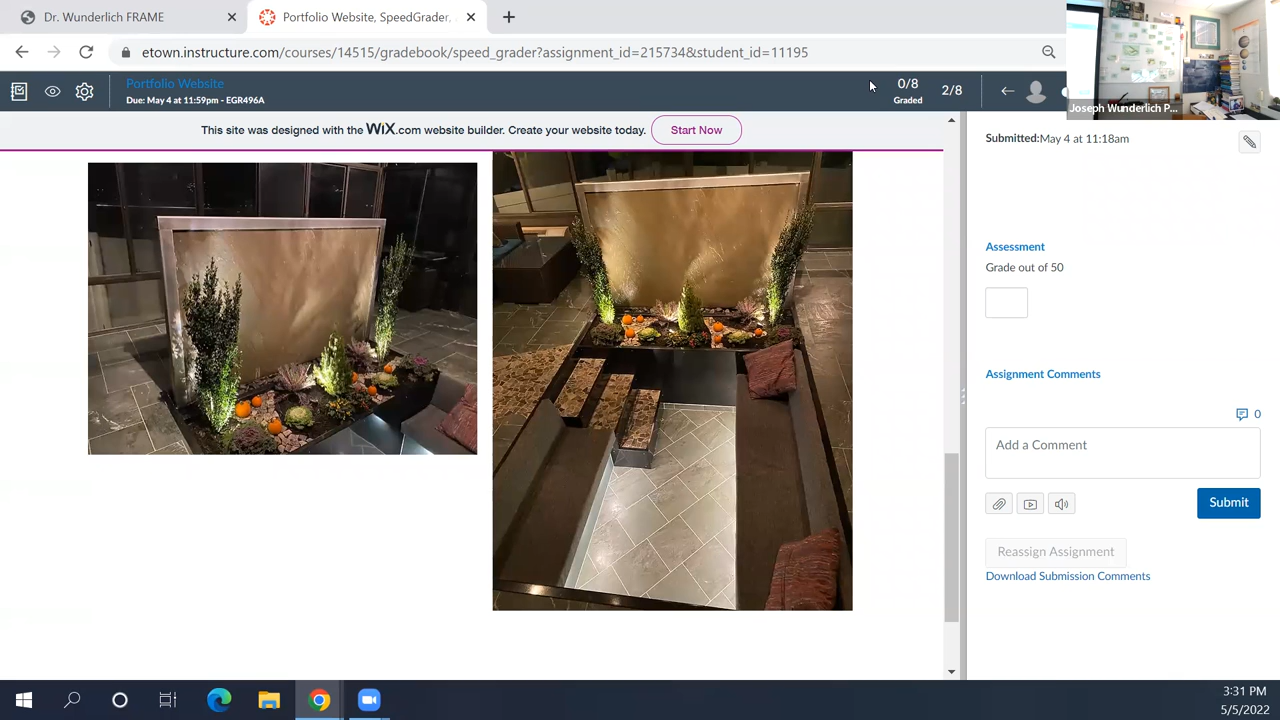 Dr. Wunderlich FRAME
Portfolio Website, SpeedGrader,
etown.instructure.com/courses/14515/gradebook/speed_grader?assignment_id=215734&student_id=11195
Joseph Wunderlich P...
Portfolio Website
Due: May 4 at 11:59pm - EGR496A
0/8
Graded
2/8
This site was designed with the WiX.com website builder. Create your website today.
Start Now
Submitted:May 4 at 11:18am
Assessment
Grade out of 50
Assignment Comments
0
Add a Comment
Submit
Reassign Assignment
Download Submission Comments
3:31 PM
5/5/2022